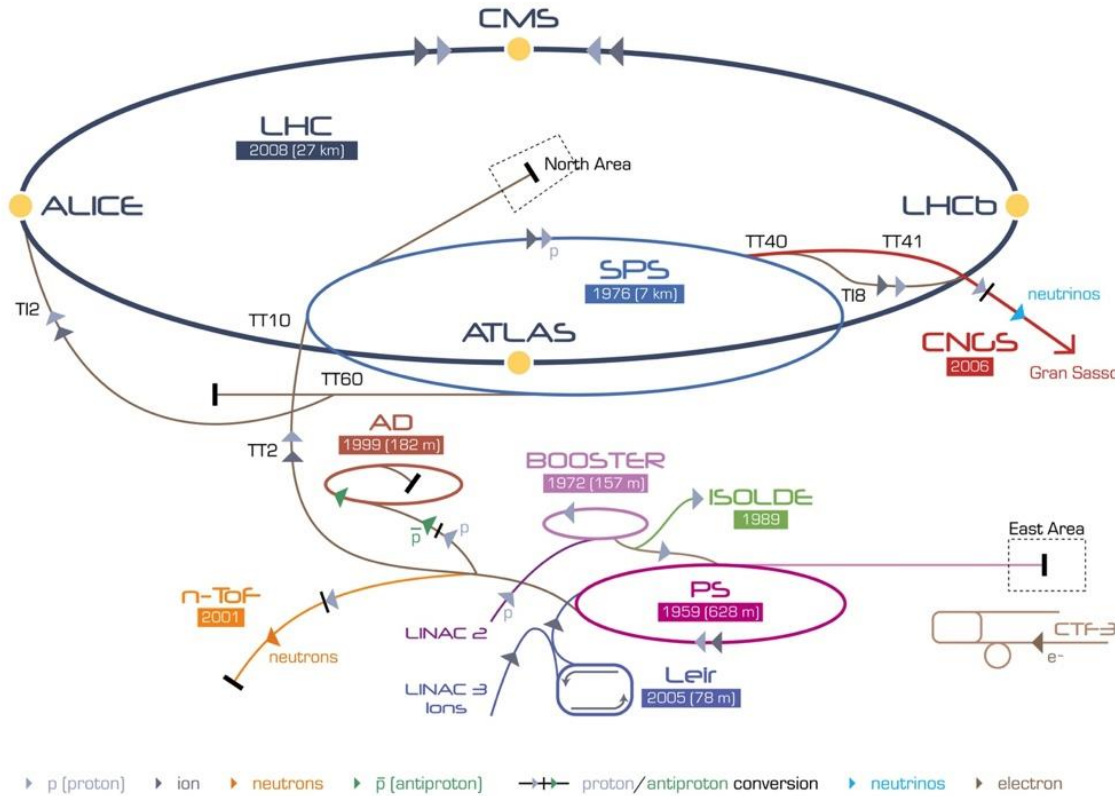 CMS
LHC
2008 (27 km)
North Area
ALICE
LHCb
TT40
TT41
p
SPS
1976 (7 km)
TI8
neutrinos
TI2
TT10
ATLAS
CNGS
2006
Gran Sasso
TT60
AD
1999 (182 m)
TT2
BOOSTER
1972 (157 m)
ISOLDE
1989
East Area
p̄
p
n-Tof
2001
PS
1959 (628 m)
LINAC 2
p
neutrons
CTF-3
e-
LINAC 3
Ions
Leir
2005 (78 m)
p (proton)
ion
neutrons
p̄ (antiproton)
proton/antiproton conversion
neutrinos
electron